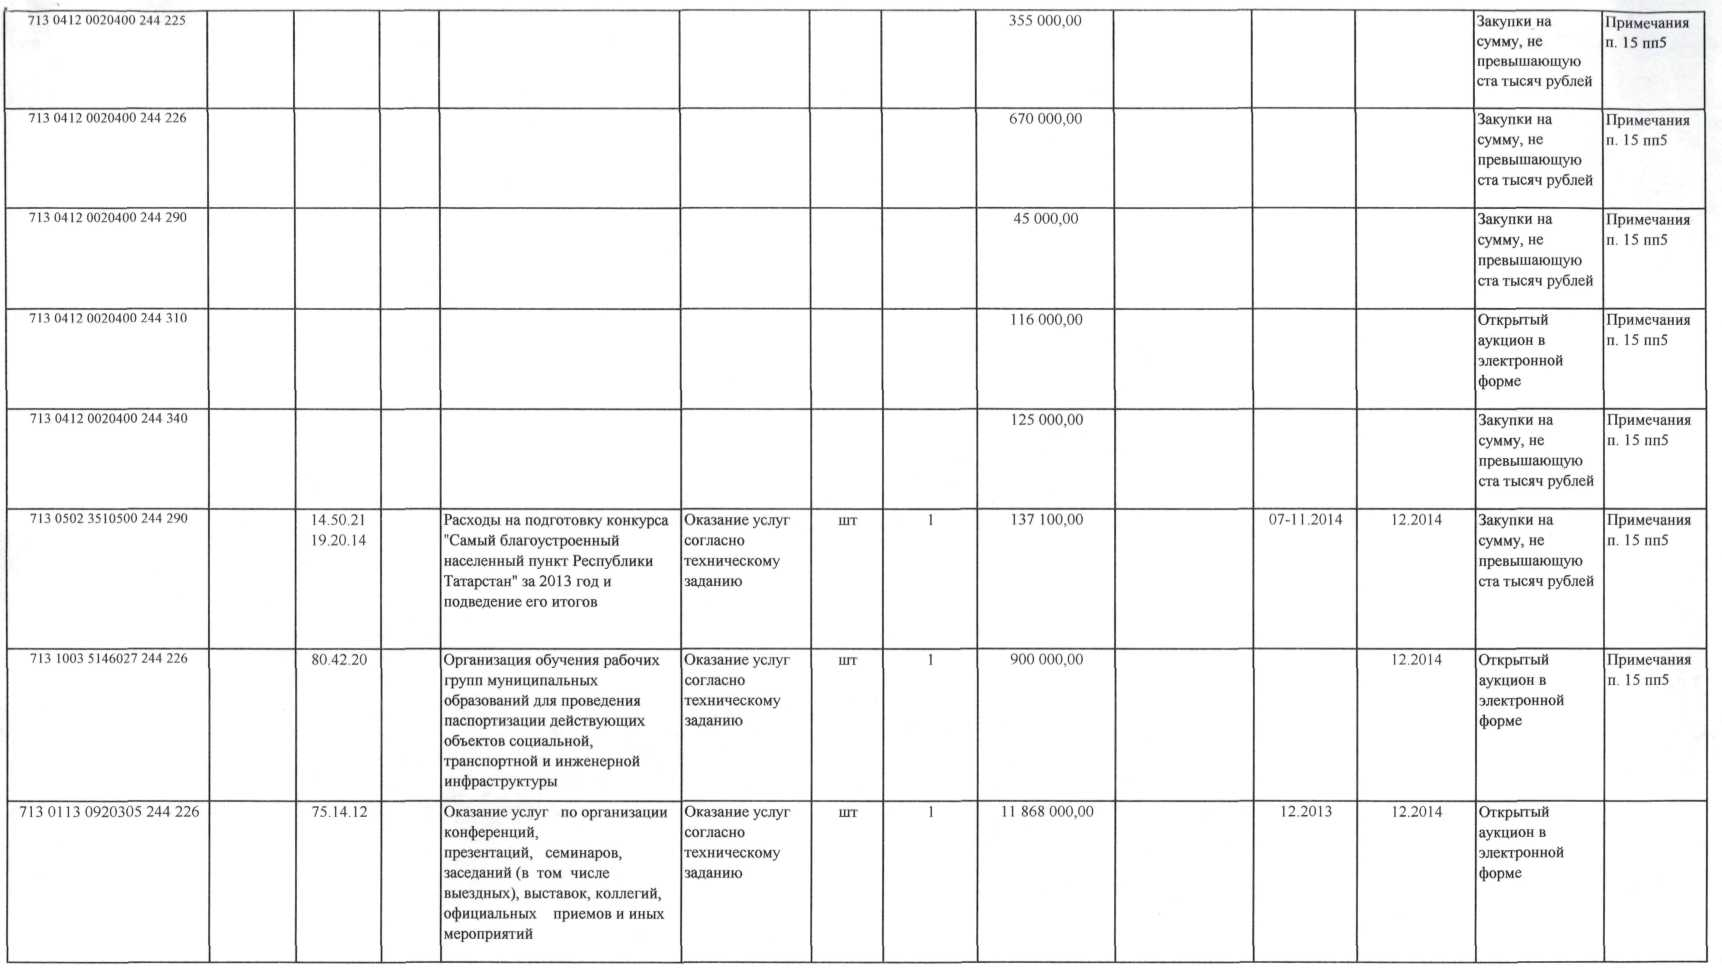 713 0412 0020400 244 225
355 000,00
Закупки на
сумму, не
превышающую
ста тысяч рублей
Примечания
п. 15 пп5
713 0412 0020400 244 226
670 000,00
Закупки на
сумму, не
превышающую
ста тысяч рублей
Примечания
п. 15 пп5
713 0412 0020400 244 290
45 000,00
Закупки на
сумму, не
превышающую
ста тысяч рублей
Примечания
п. 15 пп5
713 0412 0020400 244 310
116 000,00
Открытый
аукцион в
электронной
форме
Примечания
п. 15 пп5
713 0412 0020400 244 340
125 000,00
Закупки на
сумму, не
превышающую
ста тысяч рублей
Примечания
п. 15 пп5
713 0502 3510500 244 290
14.50.21
19.20.14
Расходы на подготовку конкурса
"Самый благоустроенный
населенный пункт Республики
Татарстан" за 2013 год и
подведение его итогов
Оказание услуг
согласно
техническому
заданию
шт
1
137 100,00
07-11.2014
12.2014
Закупки на
сумму, не
превышающую
ста тысяч рублей
Примечания
п. 15 пп5
713 1003 5146027 244 226
80.42.20
Организация обучения рабочих
групп муниципальных
образований для проведения
паспортизации действующих
объектов социальной,
транспортной и инженерной
инфраструктуры
Оказание услуг
согласно
техническому
заданию
шт
1
900 000,00
12.2014
Открытый
аукцион в
электронной
форме
Примечания
п. 15 пп5
713 0113 0920305 244 226
75.14.12
Оказание услуг по организации
конференций,
презентаций, семинаров,
заседаний (в том числе
выездных), выставок, коллегий,
официальных приемов и иных
мероприятий
Оказание услуг
согласно
техническому
заданию
шт
1
11 868 000,00
12.2013
12.2014
Открытый
аукцион в
электронной
форме